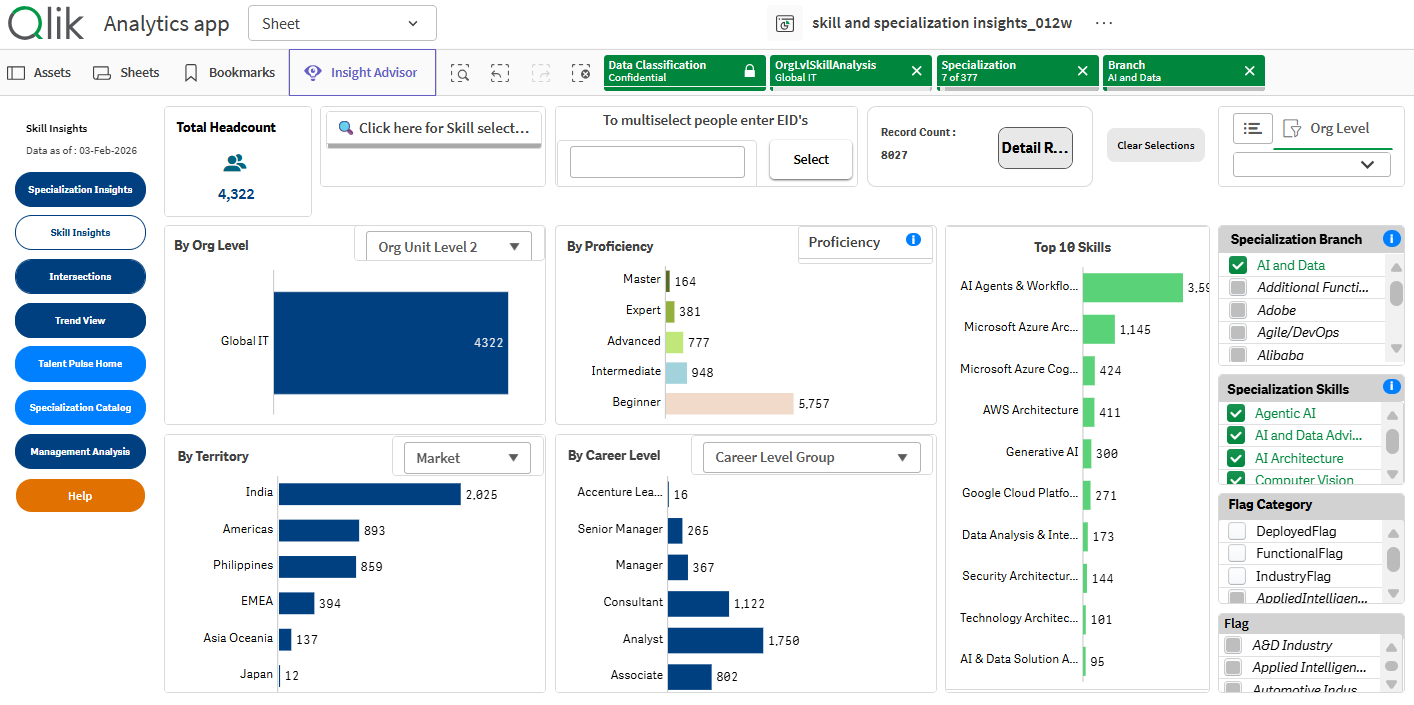 Qlik Analytics app
Sheet
skill and specialization insights_012w
...
Assets
Sheets
Bookmarks
Insight Advisor
Data Classification
Confidential
OrgLvlSkillAnalysis
Global IT
Specialization
7 of 377
Branch
AI and Data
Skill Insights
Data as of : 03-Feb-2026
Specialization Insights
Skill Insights
Intersections
Trend View
Talent Pulse Home
Specialization Catalog
Management Analysis
Help
Total Headcount
4,322
Click here for Skill select...
To multiselect people enter EID's
Select
Record Count :
8027
Detail R...
Clear Selections
Org Level
By Org Level
Org Unit Level 2
Global IT
4322
By Proficiency
Proficiency
Master 164
Expert 381
Advanced 777
Intermediate 948
Beginner 5,757
By Territory
Market
India 2,025
Americas 893
Philippines 859
EMEA 394
Asia Oceania 137
Japan 12
By Career Level
Career Level Group
Accenture Lea... 16
Senior Manager 265
Manager 367
Consultant 1,122
Analyst 1,750
Associate 802
Top 10 Skills
AI Agents & Workflo... 3,59
Microsoft Azure Arc... 1,145
Microsoft Azure Cog... 424
AWS Architecture 411
Generative AI 300
Google Cloud Platfo... 271
Data Analysis & Inte... 173
Security Architectur... 144
Technology Architec... 101
AI & Data Solution A... 95
Specialization Branch
AI and Data
Additional Functi...
Adobe
Agile/DevOps
Alibaba
Specialization Skills
Agentic AI
AI and Data Advi...
AI Architecture
Computer Vision
Flag Category
DeployedFlag
FunctionalFlag
IndustryFlag
AppliedIntelligen...
Flag
A&D Industry
Applied Intelligen...
Automotive Indus...